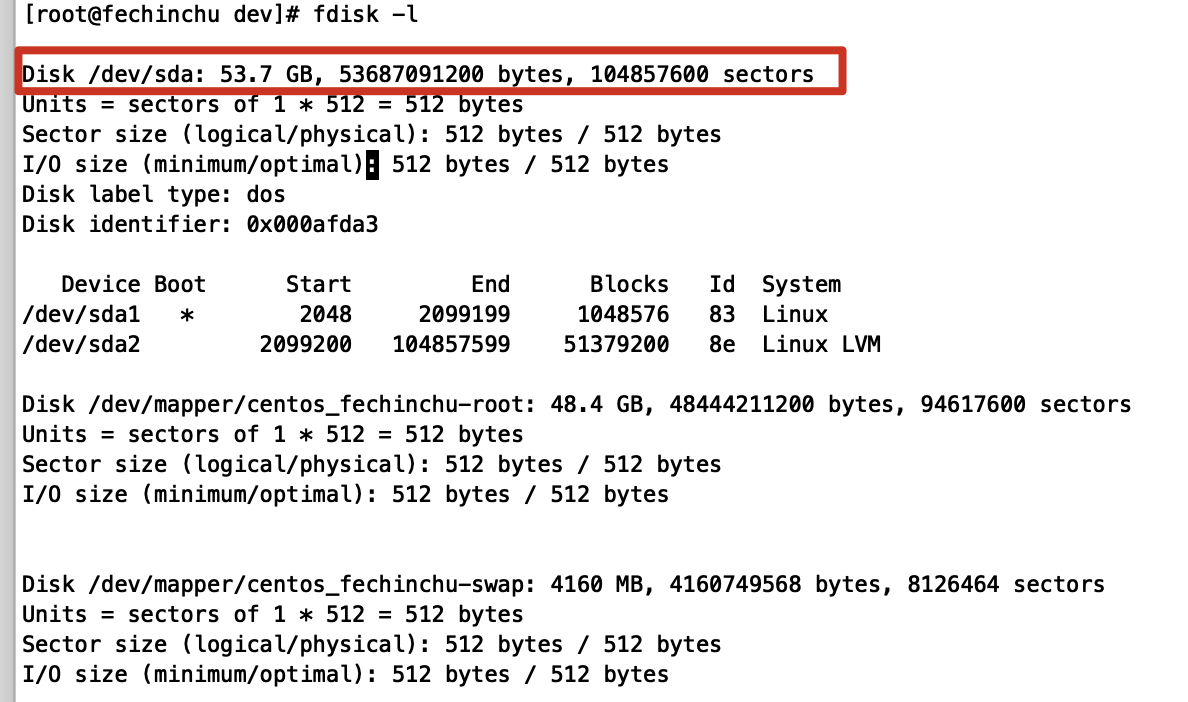 [root@fechinchu dev]# fdisk -l
Disk /dev/sda: 53.7 GB, 53687091200 bytes, 104857600 sectors
Units = sectors of 1 * 512 = 512 bytes
Sector size (logical/physical): 512 bytes / 512 bytes
I/O size (minimum/optimal): 512 bytes / 512 bytes
Disk label type: dos
Disk identifier: 0x000afda3
Device Boot Start End Blocks Id System
/dev/sda1 * 2048 2099199 1048576 83 Linux
/dev/sda2 2099200 104857599 51379200 8e Linux LVM
Disk /dev/mapper/centos_fechinchu-root: 48.4 GB, 48444211200 bytes, 94617600 sectors
Units = sectors of 1 * 512 = 512 bytes
Sector size (logical/physical): 512 bytes / 512 bytes
I/O size (minimum/optimal): 512 bytes / 512 bytes
Disk /dev/mapper/centos_fechinchu-swap: 4160 MB, 4160749568 bytes, 8126464 sectors
Units = sectors of 1 * 512 = 512 bytes
Sector size (logical/physical): 512 bytes / 512 bytes
I/O size (minimum/optimal): 512 bytes / 512 bytes